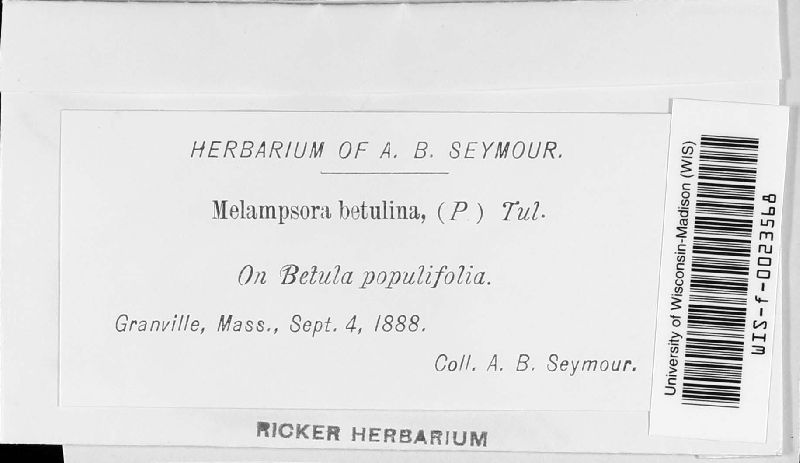 HERBARIUM OF A. B. SEYMOUR.
Melampsora betulina, (P.) Tul.
On Betula populifolia.
Granville, Mass., Sept. 4, 1888.
Coll. A. B. Seymour.
RICKER HERBARIUM
University of Wisconsin-Madison (WIS)
WIS-f-0023568